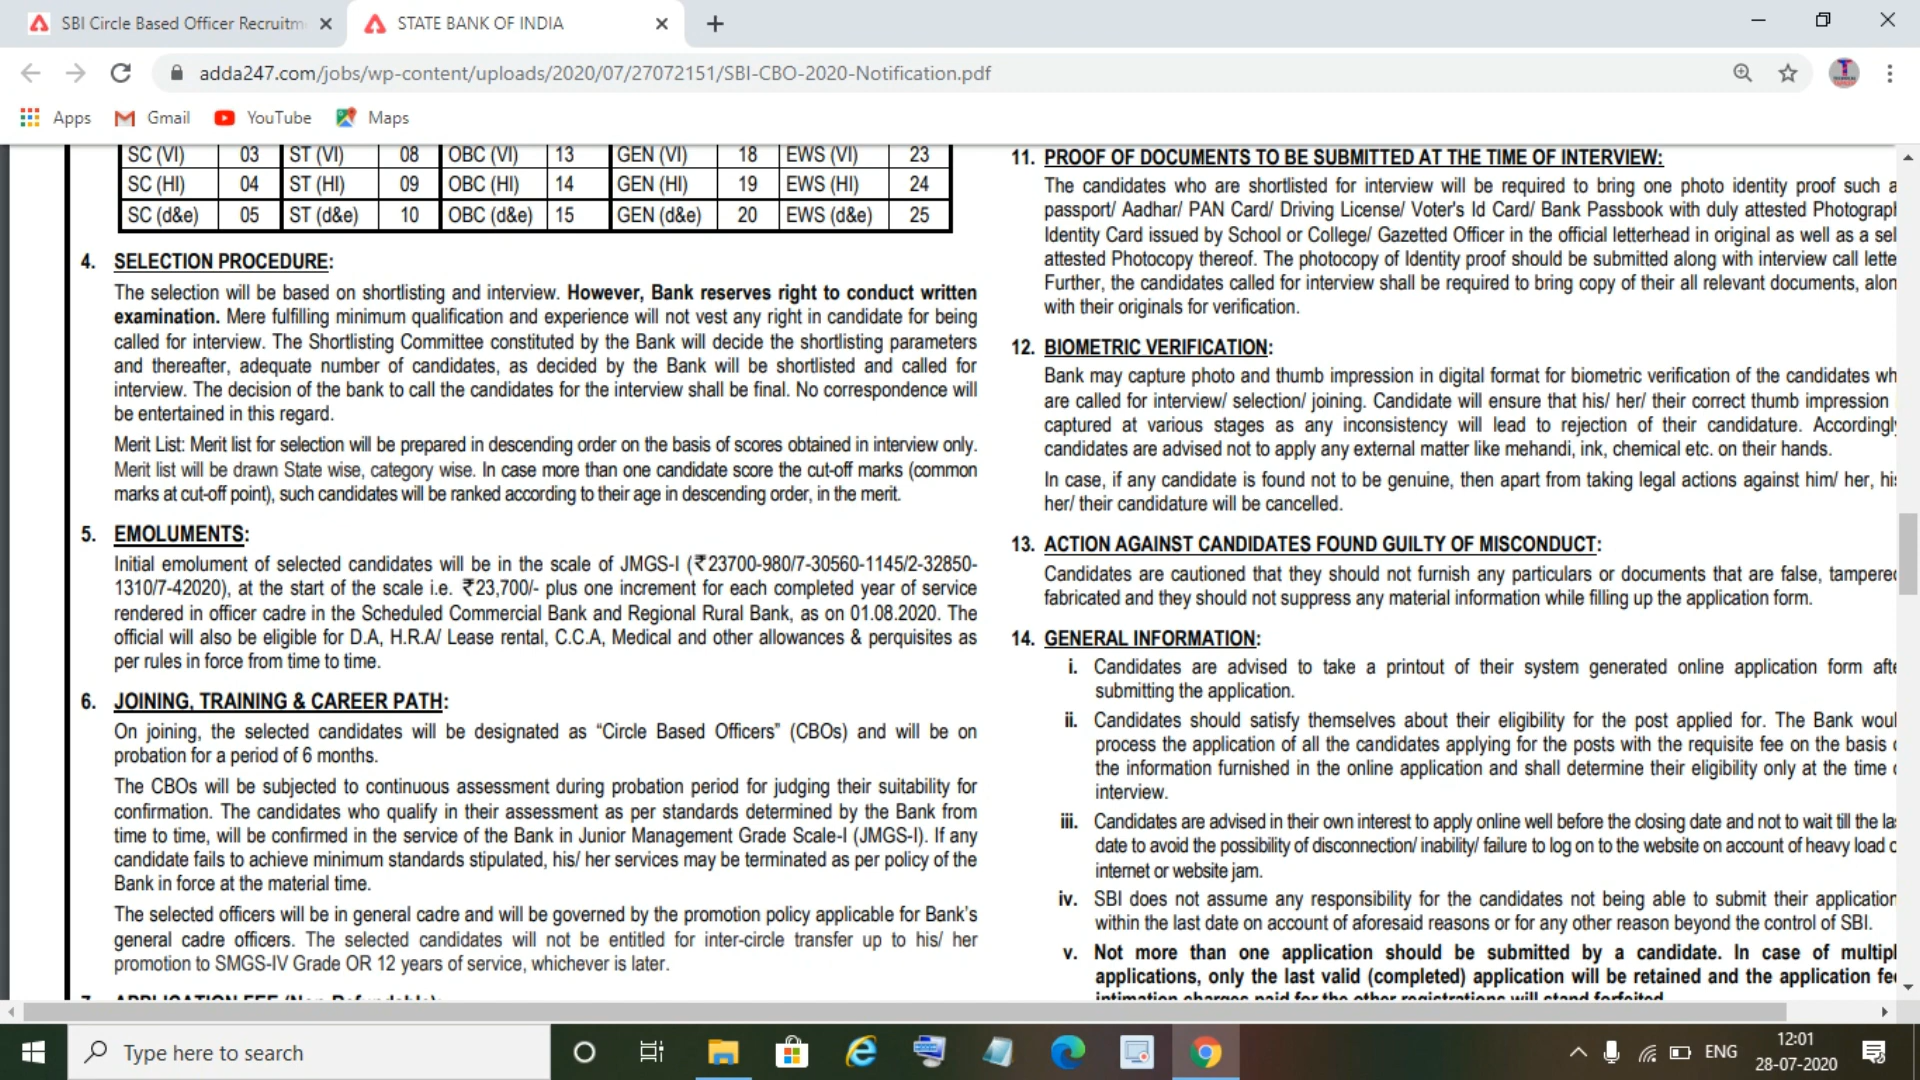 SBI Circle Based Officer Recruitm
STATE BANK OF INDIA
adda247.com/jobs/wp-content/uploads/2020/07/27072151/SBI-CBO-2020-Notification.pdf
Apps Gmail YouTube Maps
SC (VI) 03 ST (VI) 08 OBC (VI) 13 GEN (VI) 18 EWS (VI) 23
SC (HI) 04 ST (HI) 09 OBC (HI) 14 GEN (HI) 19 EWS (HI) 24
SC (d&e) 05 ST (d&e) 10 OBC (d&e) 15 GEN (d&e) 20 EWS (d&e) 25
4. SELECTION PROCEDURE:
The selection will be based on shortlisting and interview. However, Bank reserves right to conduct written
examination. Mere fulfilling minimum qualification and experience will not vest any right in candidate for being
called for interview. The Shortlisting Committee constituted by the Bank will decide the shortlisting parameters
and thereafter, adequate number of candidates, as decided by the Bank will be shortlisted and called for
interview. The decision of the bank to call the candidates for the interview shall be final. No correspondence will
be entertained in this regard.
Merit List: Merit list for selection will be prepared in descending order on the basis of scores obtained in interview only.
Merit list will be drawn State wise, category wise. In case more than one candidate score the cut-off marks (common
marks at cut-off point), such candidates will be ranked according to their age in descending order, in the merit.
5. EMOLUMENTS:
Initial emolument of selected candidates will be in the scale of JMGS-I (₹23700-980/7-30560-1145/2-32850-
1310/7-42020), at the start of the scale i.e. ₹23,700/- plus one increment for each completed year of service
rendered in officer cadre in the Scheduled Commercial Bank and Regional Rural Bank, as on 01.08.2020. The
official will also be eligible for D.A, H.R.A/ Lease rental, C.C.A, Medical and other allowances & perquisites as
per rules in force from time to time.
6. JOINING, TRAINING & CAREER PATH:
On joining, the selected candidates will be designated as “Circle Based Officers” (CBOs) and will be on
probation for a period of 6 months.
The CBOs will be subjected to continuous assessment during probation period for judging their suitability for
confirmation. The candidates who qualify in their assessment as per standards determined by the Bank from
time to time, will be confirmed in the service of the Bank in Junior Management Grade Scale-I (JMGS-I). If any
candidate fails to achieve minimum standards stipulated, his/ her services may be terminated as per policy of the
Bank in force at the material time.
The selected officers will be in general cadre and will be governed by the promotion policy applicable for Bank’s
general cadre officers. The selected candidates will not be entitled for inter-circle transfer up to his/ her
promotion to SMGS-IV Grade OR 12 years of service, whichever is later.
7. APPLICATION FEE (Non-Refundable):
11. PROOF OF DOCUMENTS TO BE SUBMITTED AT THE TIME OF INTERVIEW:
The candidates who are shortlisted for interview will be required to bring one photo identity proof such a
passport/ Aadhar/ PAN Card/ Driving License/ Voter's Id Card/ Bank Passbook with duly attested Photograph
Identity Card issued by School or College/ Gazetted Officer in the official letterhead in original as well as a sel
attested Photocopy thereof. The photocopy of Identity proof should be submitted along with interview call lette
Further, the candidates called for interview shall be required to bring copy of their all relevant documents, alon
with their originals for verification.
12. BIOMETRIC VERIFICATION:
Bank may capture photo and thumb impression in digital format for biometric verification of the candidates wh
are called for interview/ selection/ joining. Candidate will ensure that his/ her/ their correct thumb impression
captured at various stages as any inconsistency will lead to rejection of their candidature. Accordingly
candidates are advised not to apply any external matter like mehandi, ink, chemical etc. on their hands.
In case, if any candidate is found not to be genuine, then apart from taking legal actions against him/ her, his
her/ their candidature will be cancelled.
13. ACTION AGAINST CANDIDATES FOUND GUILTY OF MISCONDUCT:
Candidates are cautioned that they should not furnish any particulars or documents that are false, tampered
fabricated and they should not suppress any material information while filling up the application form.
14. GENERAL INFORMATION:
i. Candidates are advised to take a printout of their system generated online application form afte
submitting the application.
ii. Candidates should satisfy themselves about their eligibility for the post applied for. The Bank woul
process the application of all the candidates applying for the posts with the requisite fee on the basis
the information furnished in the online application and shall determine their eligibility only at the time
interview.
iii. Candidates are advised in their own interest to apply online well before the closing date and not to wait till the las
date to avoid the possibility of disconnection/ inability/ failure to log on to the website on account of heavy load
internet or website jam.
iv. SBI does not assume any responsibility for the candidates not being able to submit their application
within the last date on account of aforesaid reasons or for any other reason beyond the control of SBI.
v. Not more than one application should be submitted by a candidate. In case of multipl
applications, only the last valid (completed) application will be retained and the application fee
intimation charges paid for the other registrations will stand forfeited
Type here to search
ENG
12:01
28-07-2020